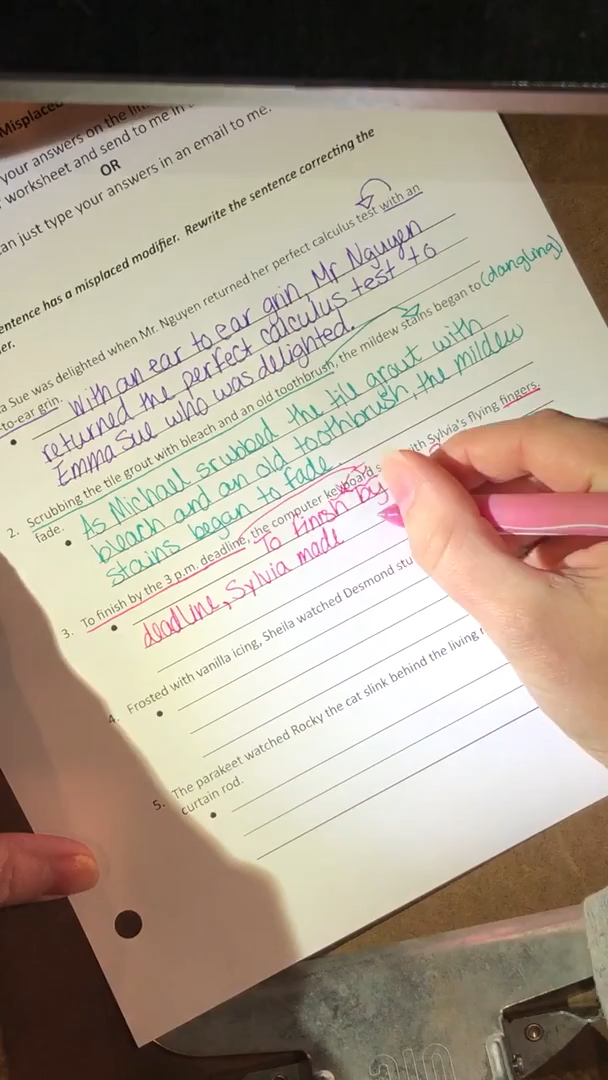 Misplaced
your answers on the
worksheet and send to me in
OR
can just type your answers in an email to me.
sentence has a misplaced modifier. Rewrite the sentence correcting the
Sue was delighted when Mr. Nguyen returned her perfect calculus test with an
-to-ear grin.
With an ear to ear grin, Mr Nguyen
returned the perfect calculus test to
Emma Sue who was delighted.
2. Scrubbing the tile grout with bleach and an old toothbrush, the mildew stains began to (dangling)
fade.
• As Michael srubbed the tile grout with
bleach and an old toothbrush, the mildew
stains began to fade
3. To finish by the 3 p.m. deadline, the computer keyboard with Sylvia's flying fingers.
• To finish by
deadline, Sylvia made
4. Frosted with vanilla icing, Sheila watched Desmond
•
5. The parakeet watched Rocky the cat slink behind the living
curtain rod.
•